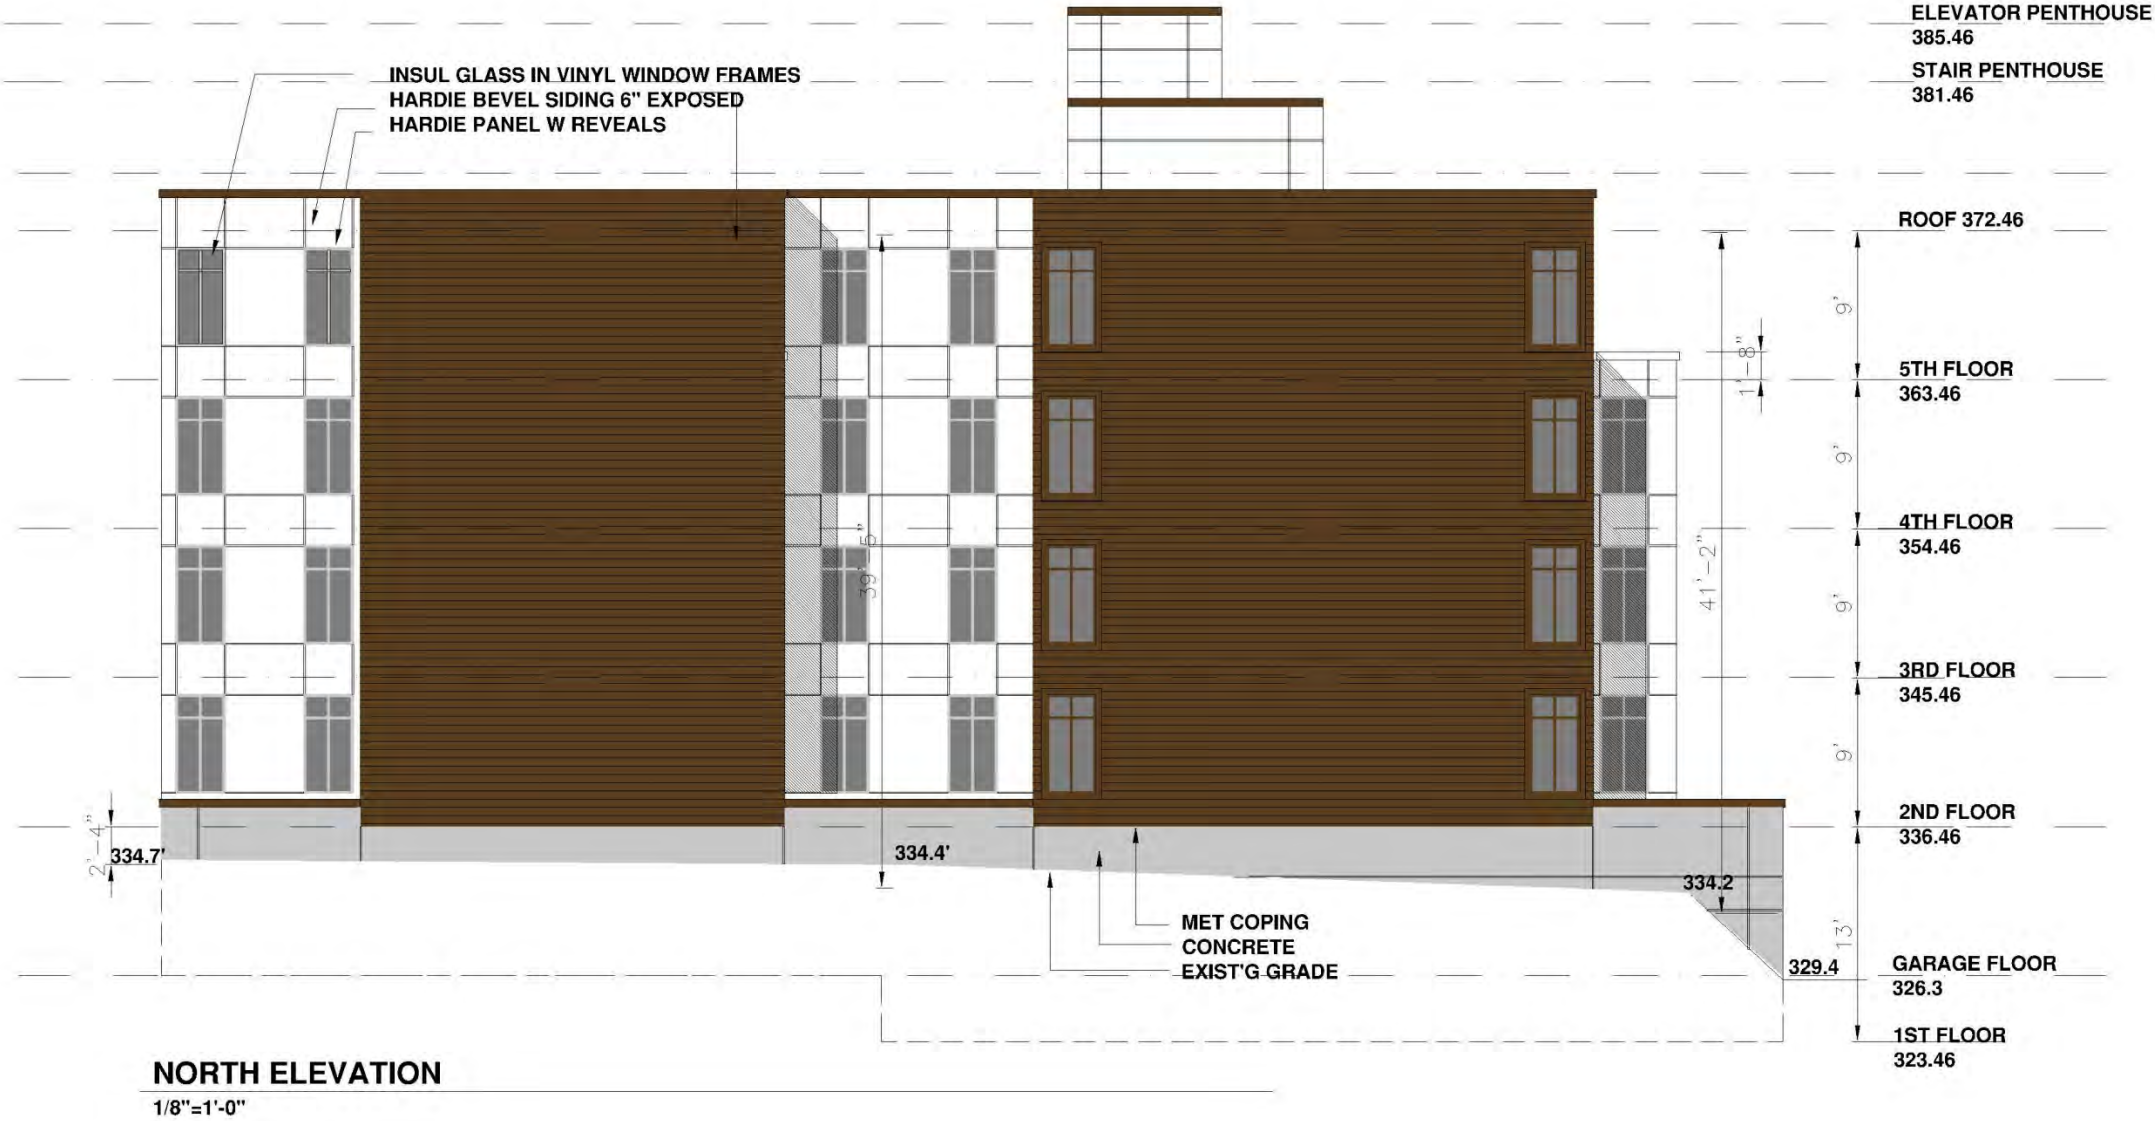 ELEVATOR PENTHOUSE
385.46
STAIR PENTHOUSE
381.46
INSUL GLASS IN VINYL WINDOW FRAMES
HARDIE BEVEL SIDING 6" EXPOSED
HARDIE PANEL W REVEALS
ROOF 372.46
9'
1'-8"
5TH FLOOR
363.46
9'
4TH FLOOR
354.46
39'-5"
41'-2"
9'
3RD FLOOR
345.46
9'
2ND FLOOR
336.46
2'-4"
334.7'
334.4'
334.2
13'
MET COPING
CONCRETE
EXIST'G GRADE
329.4
GARAGE FLOOR
326.3
1ST FLOOR
323.46
NORTH ELEVATION
1/8"=1'-0"